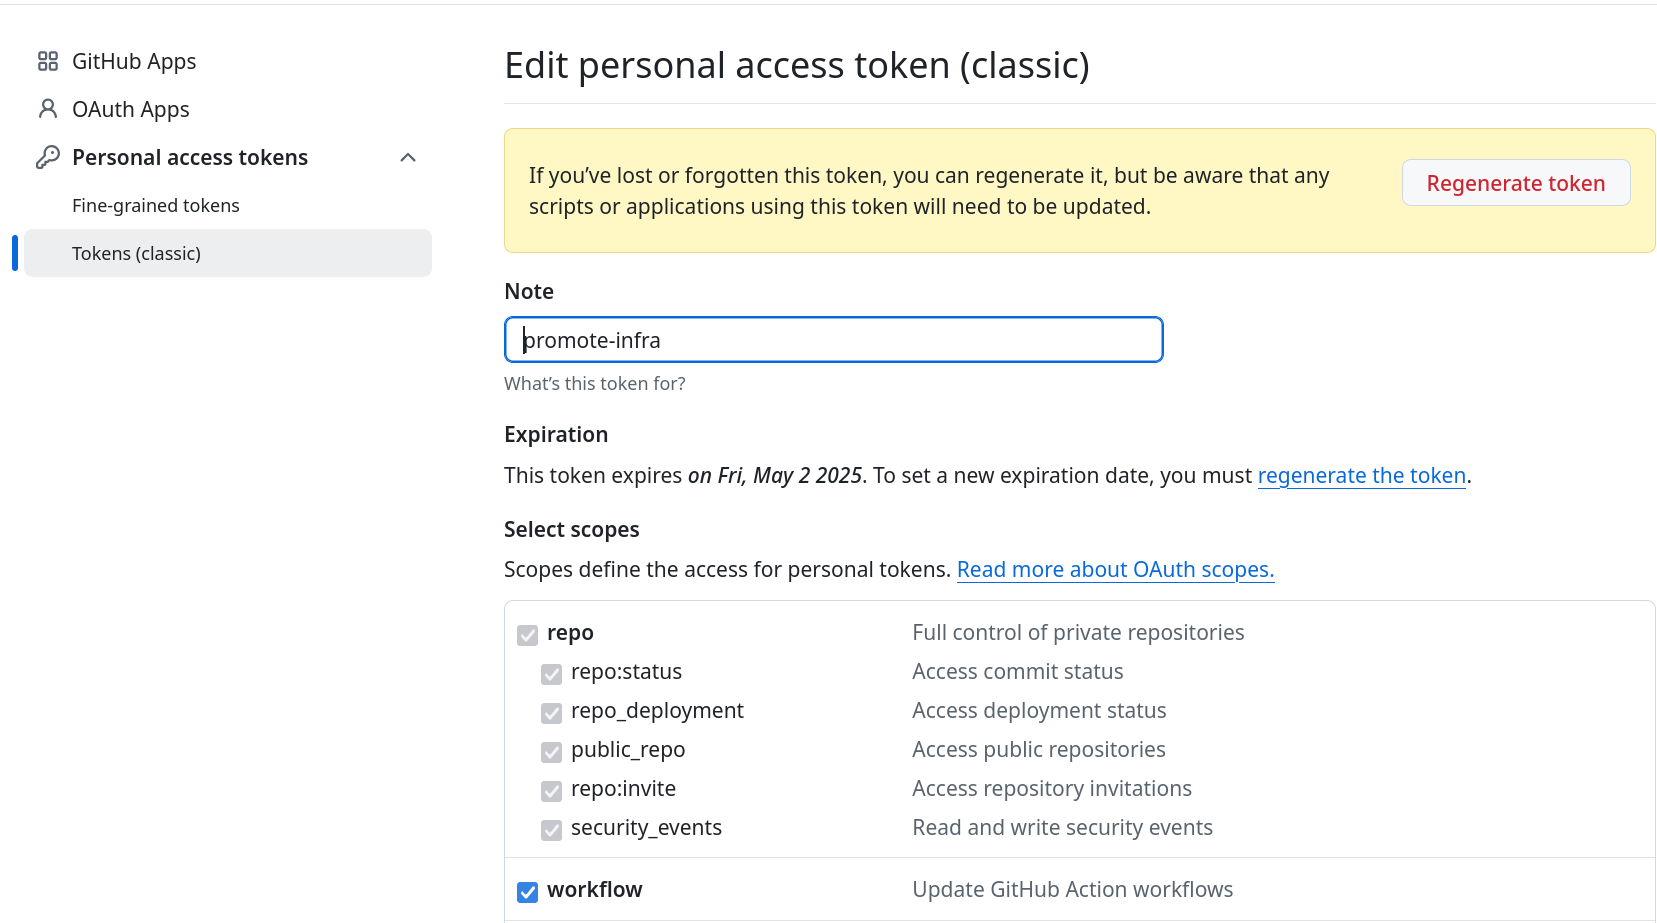 GitHub Apps
OAuth Apps
Personal access tokens
Fine-grained tokens
Tokens (classic)
Edit personal access token (classic)
If you’ve lost or forgotten this token, you can regenerate it, but be aware that any
scripts or applications using this token will need to be updated.
Regenerate token
Note
promote-infra
What’s this token for?
Expiration
This token expires on Fri, May 2 2025. To set a new expiration date, you must regenerate the token.
Select scopes
Scopes define the access for personal tokens. Read more about OAuth scopes.
repo Full control of private repositories
repo:status Access commit status
repo_deployment Access deployment status
public_repo Access public repositories
repo:invite Access repository invitations
security_events Read and write security events
workflow Update GitHub Action workflows